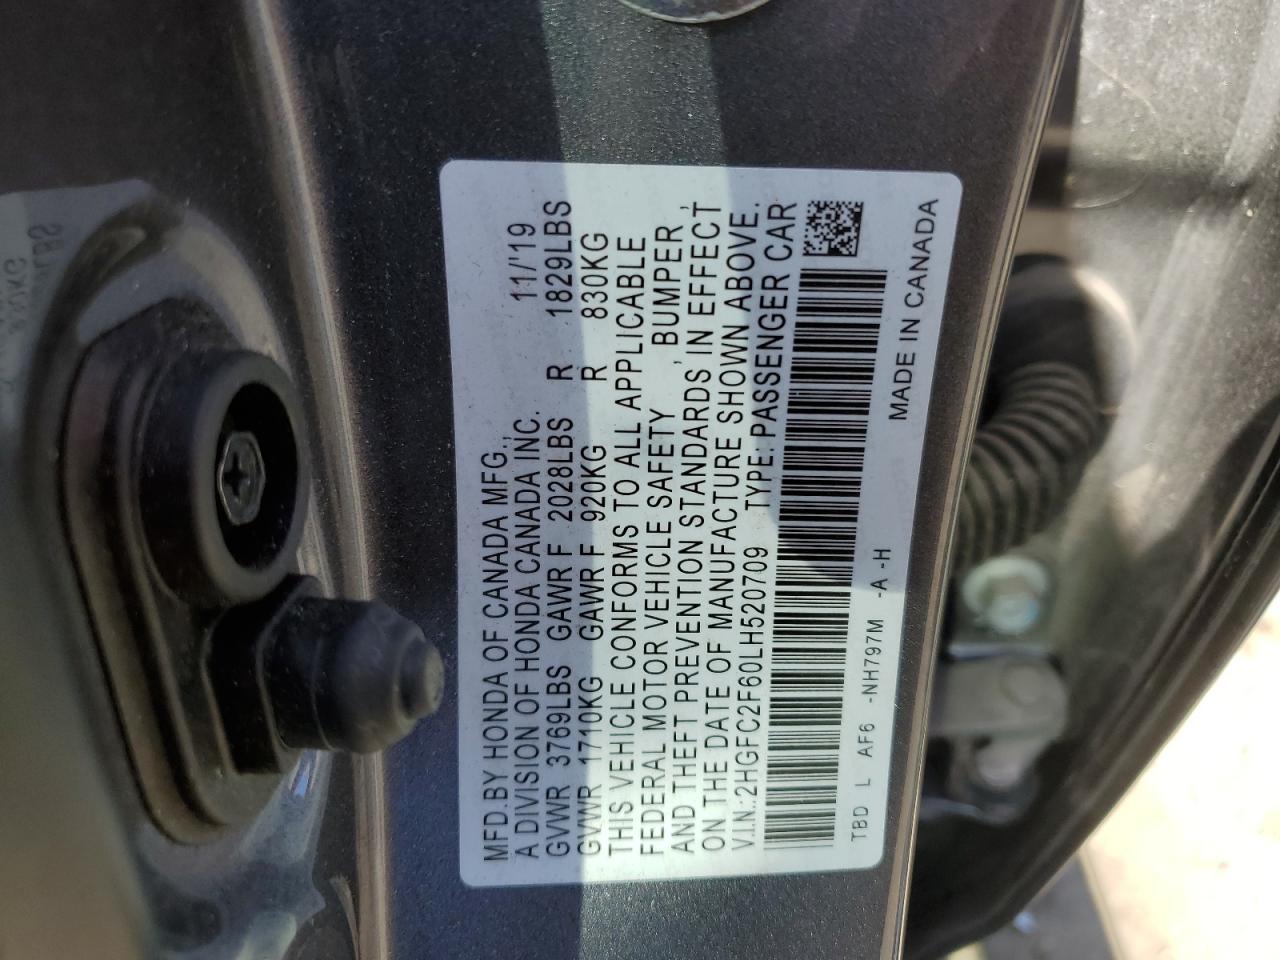 MFD.BY HONDA OF CANADA MFG.,
A DIVISION OF HONDA CANADA INC. 11/'19
GVWR 3769LBS GAWR F 2028LBS R 1829LBS
GVWR 1710KG GAWR F 920KG R 830KG
THIS VEHICLE CONFORMS TO ALL APPLICABLE
FEDERAL MOTOR VEHICLE SAFETY , BUMPER ,
AND THEFT PREVENTION STANDARDS, IN EFFECT
ON THE DATE OF MANUFACTURE SHOWN ABOVE.
V.I.N.:2HGFC2F60LH520709 TYPE: PASSENGER CAR
TBD L AF6 -NH797M -A -H
MADE IN CANADA